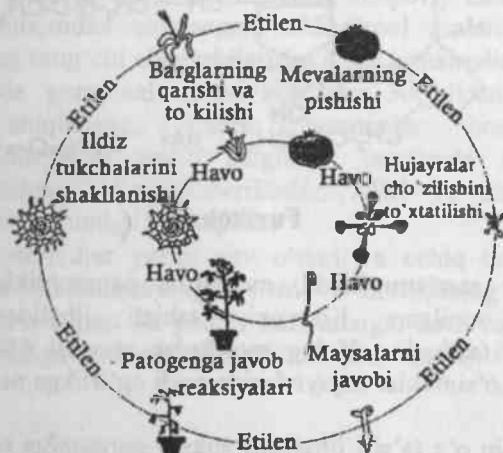 Etilen
Barglarning
qarishi va
to`kilishi
Mevalarning
pishishi
Etilen
Etilen
Ildiz
tukchalarini
shakllanishi
Havo
Havo
Hujayralar
cho`zilishini
to`xtatilishi
Havo
Havo
Patogenga javob
reaksiyalari
Maysalarni
javobi
Etilen
Etilen
Etilen